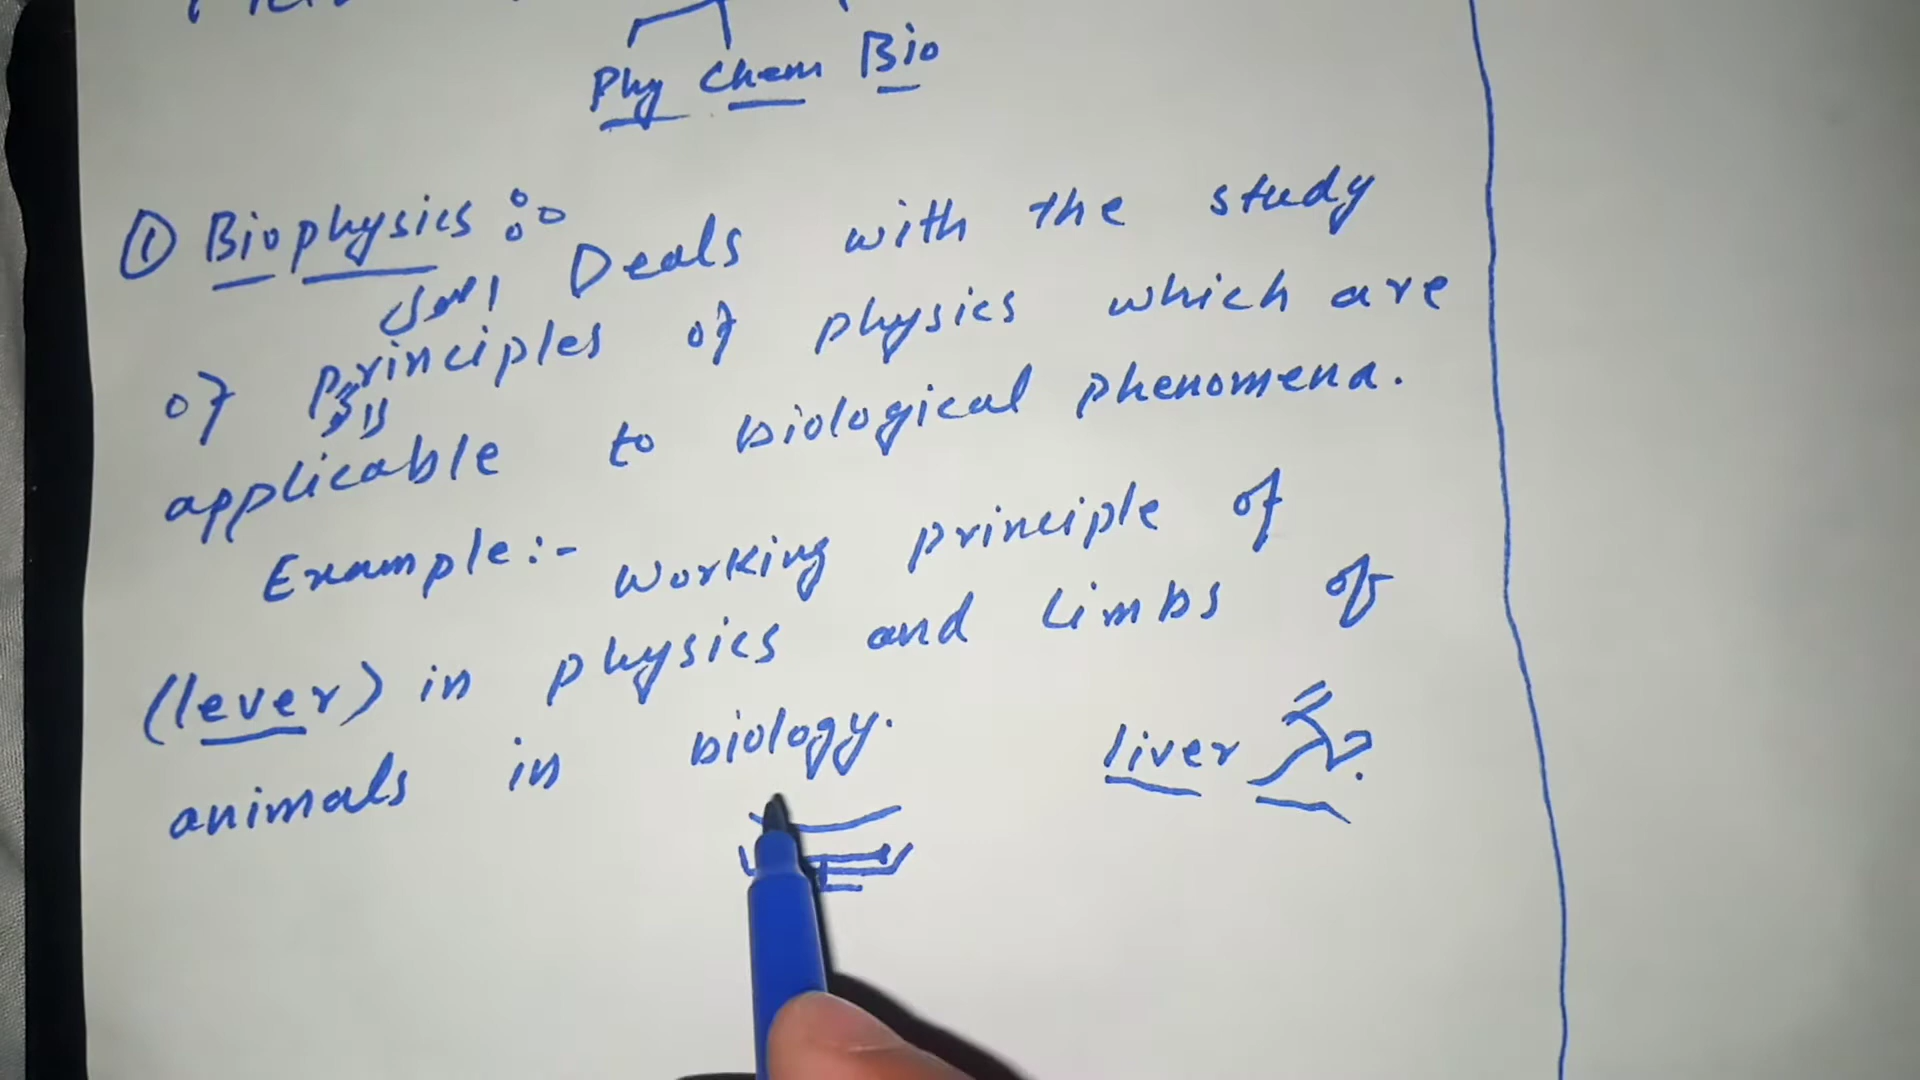 Phy Chem Bio
① Biophysics :- Deals with the study
of principles of physics which are
applicable to biological phenomena.
Example:- Working principle of
(lever) in physics and limbs of
animals in biology.
liver